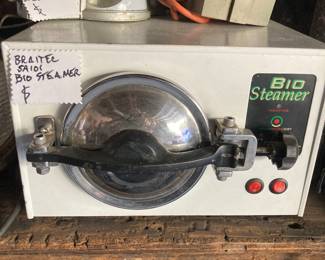 BRAITEC
SA101
BIO STEAMER
$
BIO
Steamer